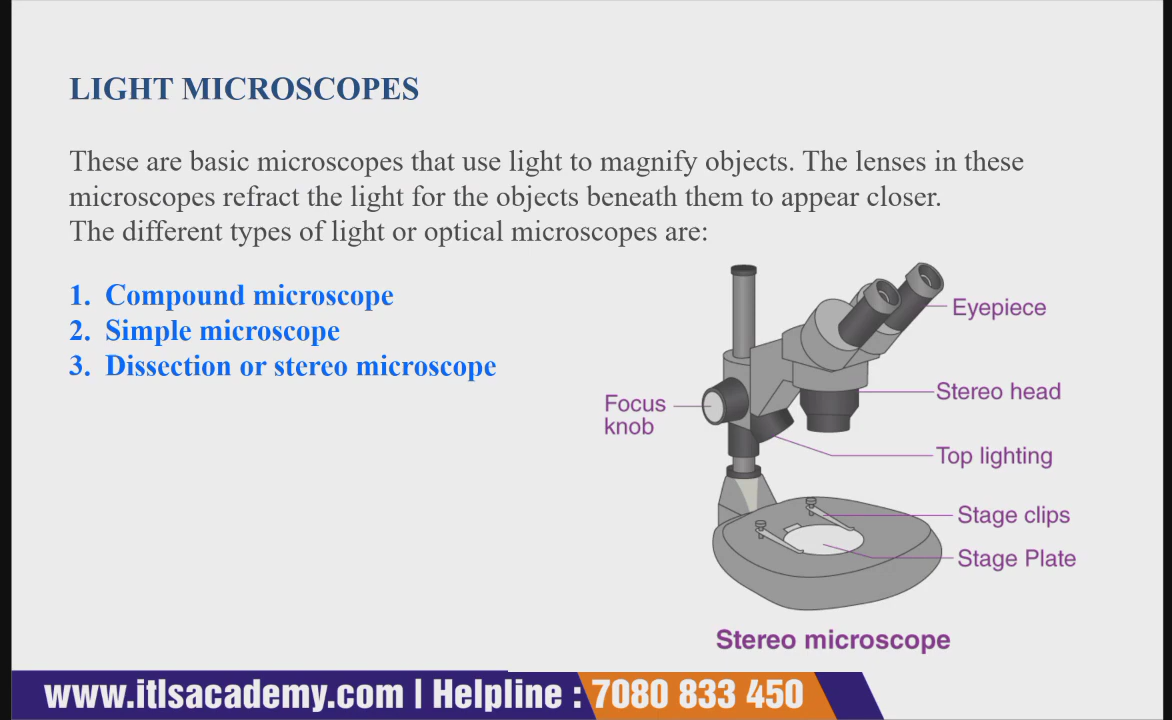 LIGHT MICROSCOPES
These are basic microscopes that use light to magnify objects. The lenses in these
microscopes refract the light for the objects beneath them to appear closer.
The different types of light or optical microscopes are:
1. Compound microscope
2. Simple microscope
3. Dissection or stereo microscope
Eyepiece
Stereo head
Focus
knob
Top lighting
Stage clips
Stage Plate
Stereo microscope
www.itlsacademy.com | Helpline : 7080 833 450